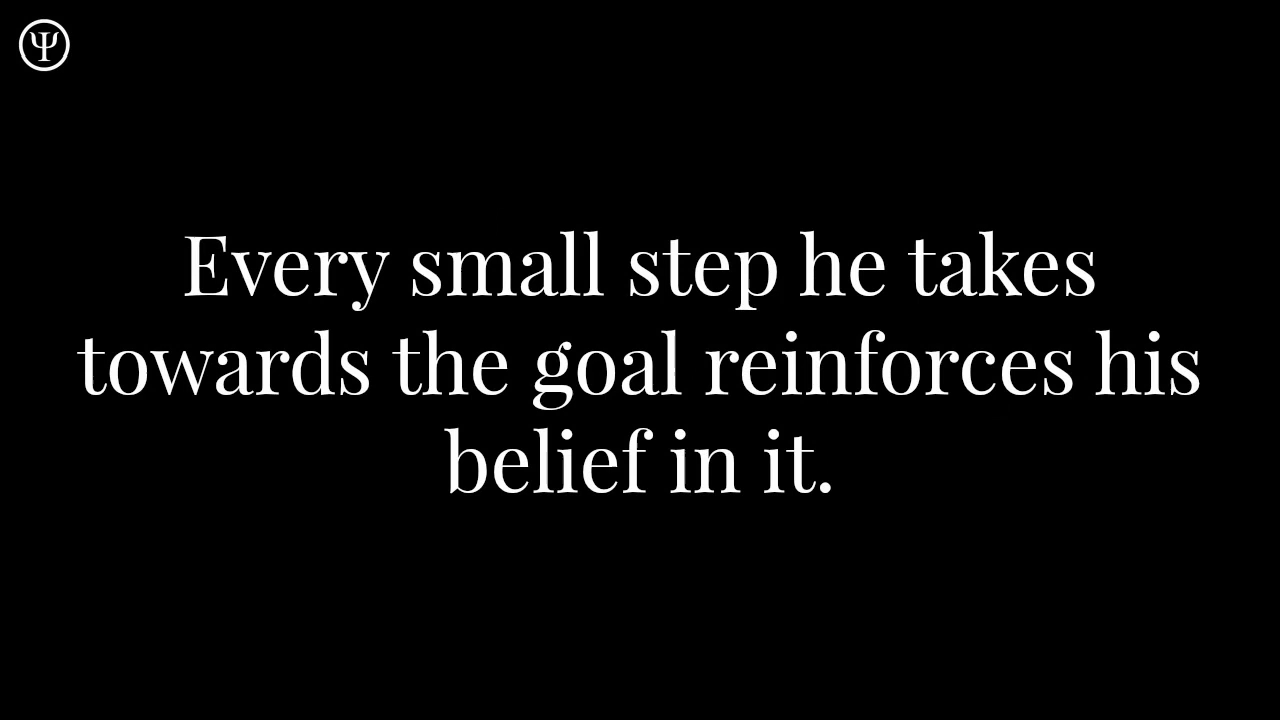 Ψ
Every small step he takes
towards the goal reinforces his
belief in it.